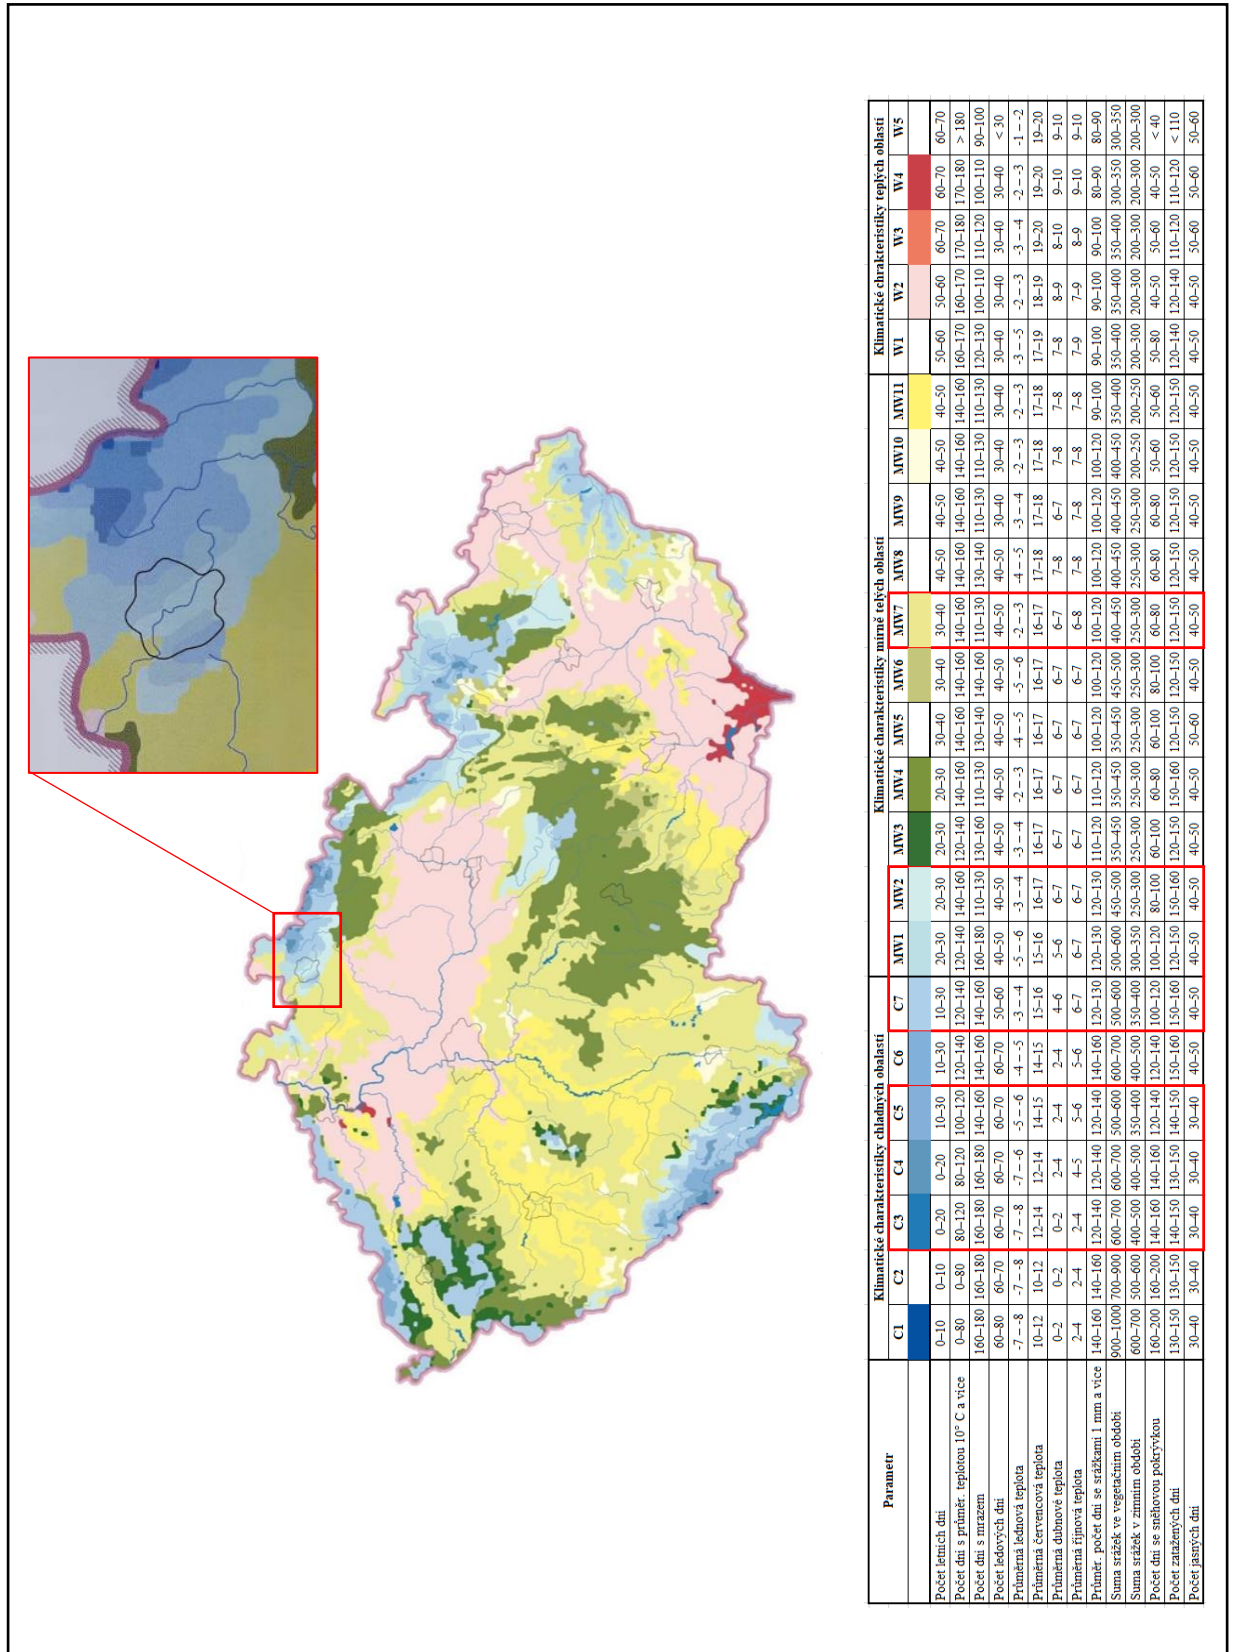 Parametr Klimatické charakteristiky chladných obalastí Klimatické charakteristiky mírně telých oblastí Klimatické chrakteristiky teplých oblastí
C1 C2 C3 C4 C5 C6 C7 MW1 MW2 MW3 MW4 MW5 MW6 MW7 MW8 MW9 MW10 MW11 W1 W2 W3 W4 W5
Počet letních dní 0–10 0–10 0–20 0–20 10–30 10–30 10–30 20–30 20–30 20–30 20–30 30–40 30–40 30–40 40–50 40–50 40–50 40–50 50–60 50–60 60–70 60–70 60–70
Počet dní s průměr. teplotou 10° C a více 0–80 0–80 80–120 80–120 100–120 120–140 120–140 120–140 140–160 120–140 140–160 140–160 140–160 140–160 140–160 140–160 140–160 140–160 160–170 160–170 170–180 170–180 > 180
Počet dní s mrazem 160–180 160–180 160–180 160–180 140–160 140–160 140–160 160–180 110–130 130–160 110–130 130–140 140–160 110–130 130–140 110–130 110–130 110–130 120–130 100–110 110–120 100–110 90–100
Počet ledových dní 60–80 60–70 60–70 60–70 60–70 60–70 50–60 40–50 40–50 40–50 40–50 40–50 40–50 40–50 40–50 30–40 30–40 30–40 30–40 30–40 30–40 30–40 < 30
Průměrná lednová teplota -7 – -8 -7 – -8 -7 – -8 -7 – -6 -5 – -6 -4 – -5 -3 – -4 -5 – -6 -3 – -4 -3 – -4 -2 – -3 -4 – -5 -5 – -6 -2 – -3 -4 – -5 -3 – -4 -2 – -3 -2 – -3 -3 – -5 -2 – -3 -3 – -4 -2 – -3 -1 – -2
Průměrná červencová teplota 10–12 10–12 12–14 12–14 14–15 14–15 15–16 15–16 16–17 16–17 16–17 16–17 16–17 16–17 17–18 17–18 17–18 17–18 17–19 18–19 19–20 19–20 19–20
Průměrná dubnové teplota 0–2 0–2 0–2 2–4 2–4 2–4 4–6 5–6 6–7 6–7 6–7 6–7 6–7 6–7 7–8 6–7 7–8 7–8 7–8 8–9 8–10 9–10 9–10
Průměrná říjnová teplota 2–4 2–4 2–4 4–5 5–6 5–6 6–7 6–7 6–7 6–7 6–7 6–7 6–7 6–8 7–8 7–8 7–8 7–8 7–9 7–9 8–9 9–10 9–10
Průměr. počet dní se srážkami 1 mm a více 140–160 140–160 120–140 120–140 120–140 140–160 120–130 120–130 120–130 110–120 110–120 100–120 100–120 100–120 100–120 100–120 100–120 90–100 90–100 90–100 90–100 80–90 80–90
Suma srážek ve vegetačním období 900–1000 700–900 600–700 600–700 500–600 600–700 500–600 500–600 450–500 350–450 350–450 350–450 450–500 400–450 400–450 400–450 400–450 350–400 350–400 350–400 350–400 300–350 300–350
Suma srážek v zimním období 600–700 500–600 400–500 400–500 350–400 400–500 350–400 300–350 250–300 250–300 250–300 250–300 250–300 250–300 250–300 250–300 200–250 200–250 200–300 200–300 200–300 200–300 200–300
Počet dní se sněhovou pokrývkou 160–200 160–200 140–160 140–160 120–140 120–140 100–120 100–120 80–100 60–100 60–80 60–100 80–100 60–80 60–80 60–80 50–60 50–60 50–80 40–50 50–60 40–50 < 40
Počet zatažených dní 130–150 130–150 140–150 130–150 140–150 150–160 150–160 120–150 150–160 120–150 150–160 120–150 120–150 120–150 120–150 120–150 120–150 120–150 120–140 120–140 110–120 110–120 < 110
Počet jasných dní 30–40 30–40 30–40 30–40 30–40 40–50 40–50 40–50 40–50 40–50 40–50 50–60 40–50 40–50 40–50 40–50 40–50 40–50 40–50 40–50 50–60 50–60 50–60